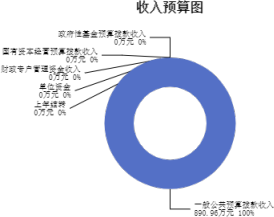 收入预算图
政府性基金预算拨款收入
0万元 0%
国有资本经营预算拨款收入
0万元 0%
财政专户管理资金收入
0万元 0%
单位资金
0万元 0%
上年结转
0万元 0%
一般公共预算拨款收入
890.96万元 100%